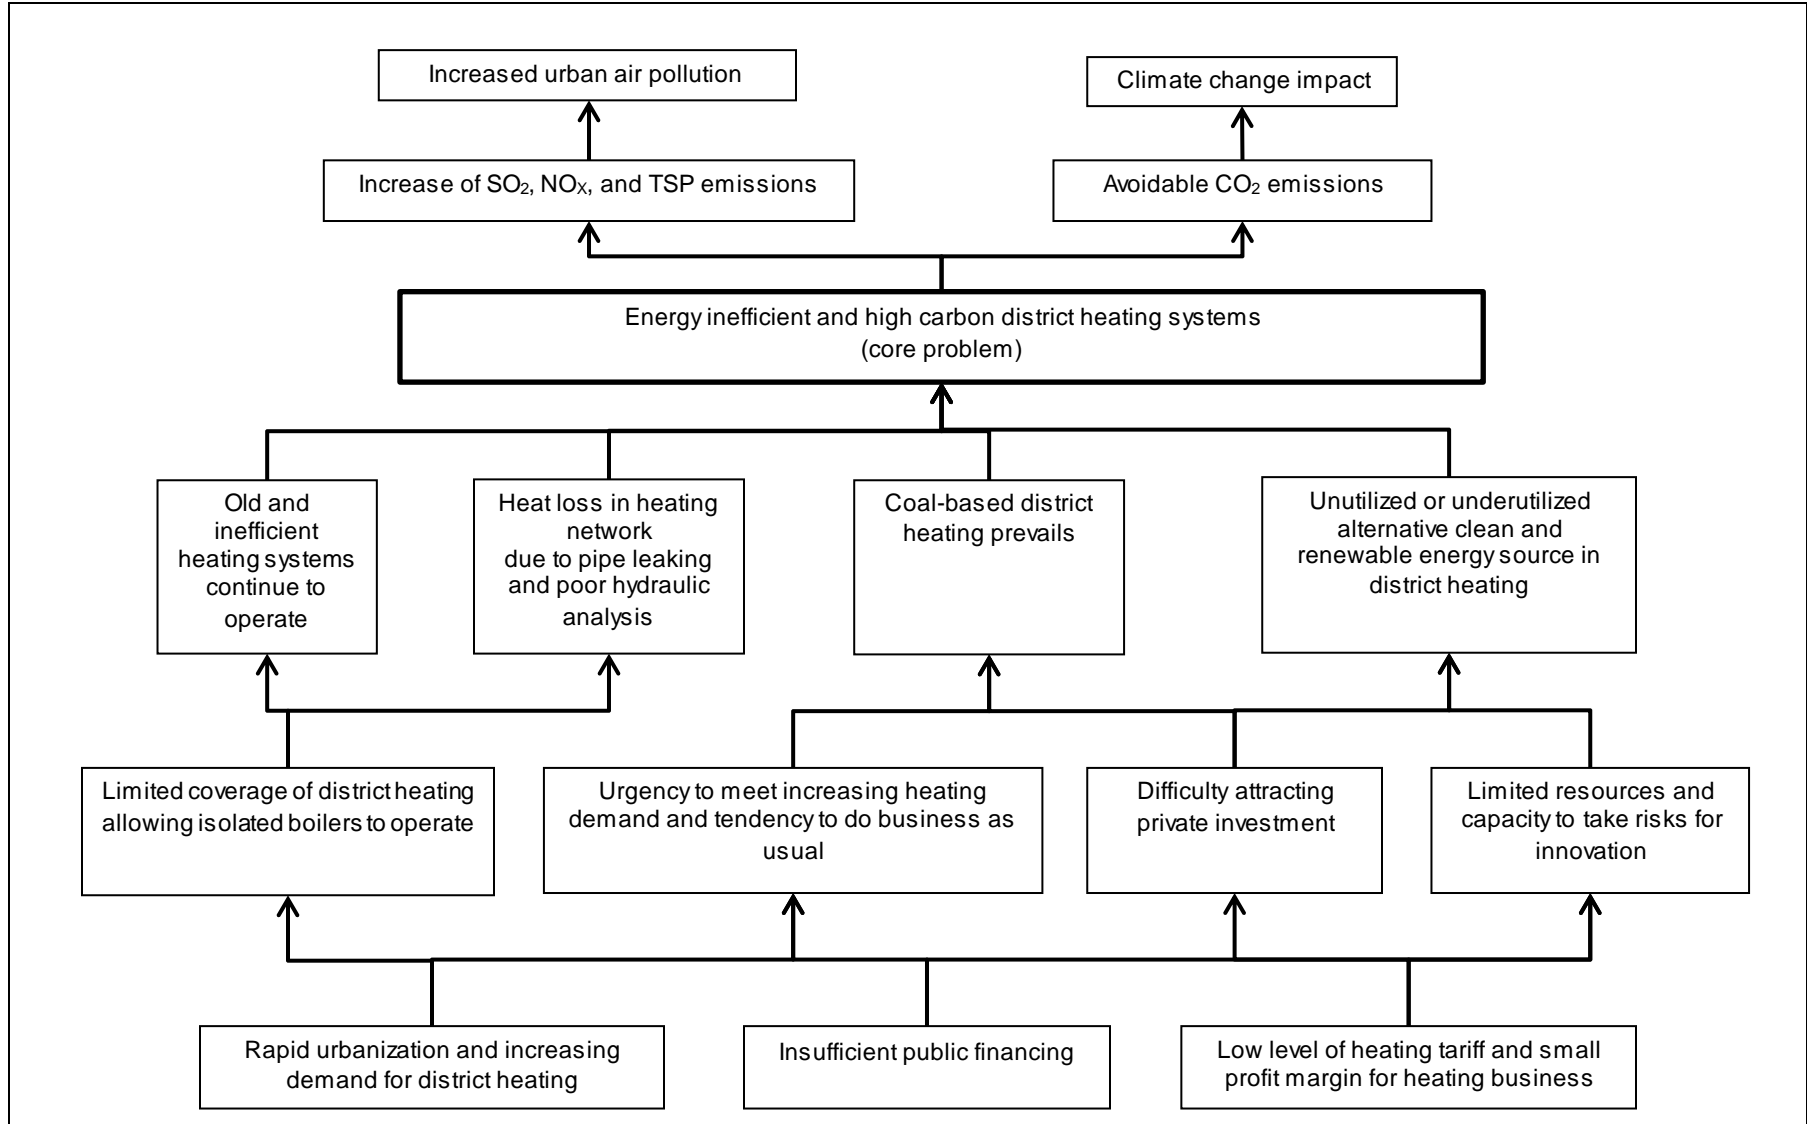 Increased urban air pollution
Climate change impact
Increase of SO₂, NOₓ, and TSP emissions
Avoidable CO₂ emissions
Energy inefficient and high carbon district heating systems
(core problem)
Old and
inefficient
heating systems
continue to
operate
Heat loss in heating
network
due to pipe leaking
and poor hydraulic
analysis
Coal-based district
heating prevails
Unutilized or underutilized
alternative clean and
renewable energy source in
district heating
Limited coverage of district heating
allowing isolated boilers to operate
Urgency to meet increasing heating
demand and tendency to do business as
usual
Difficulty attracting
private investment
Limited resources and
capacity to take risks for
innovation
Rapid urbanization and increasing
demand for district heating
Insufficient public financing
Low level of heating tariff and small
profit margin for heating business